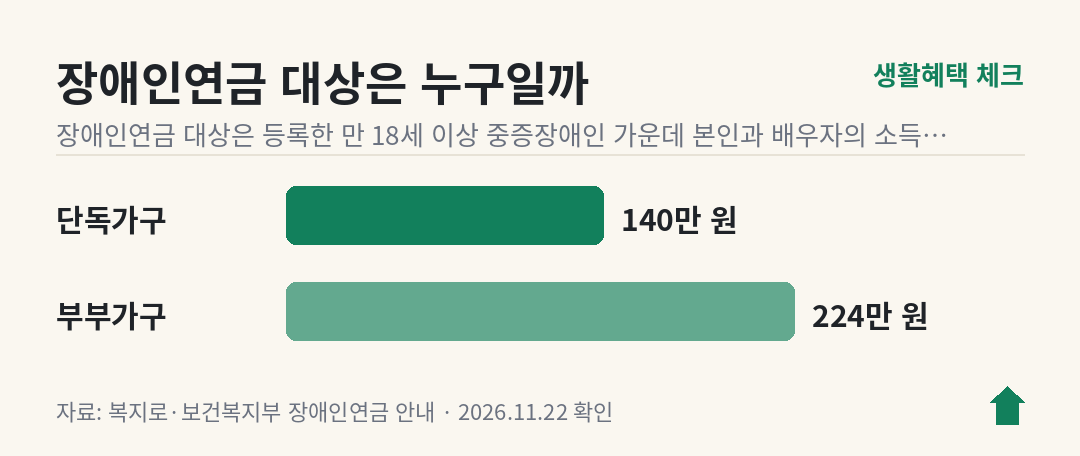 장애인연금 대상은 누구일까
생활혜택 체크
장애인연금 대상은 등록한 만 18세 이상 중증장애인 가운데 본인과 배우자의 소득…
단독가구
140만 원
부부가구
224만 원
자료: 복지로·보건복지부 장애인연금 안내 · 2026.11.22 확인